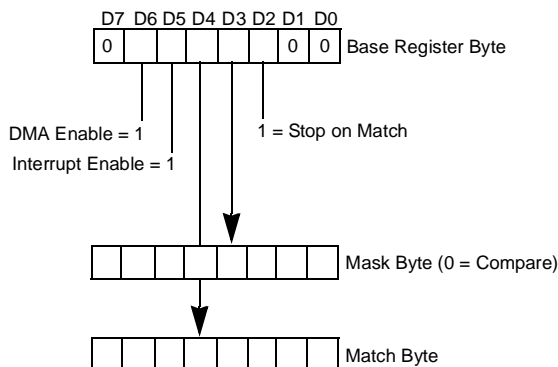 D7 D6 D5 D4 D3 D2 D1 D0
0 0 0 Base Register Byte
DMA Enable = 1
1 = Stop on Match
Interrupt Enable = 1
Mask Byte (0 = Compare)
Match Byte